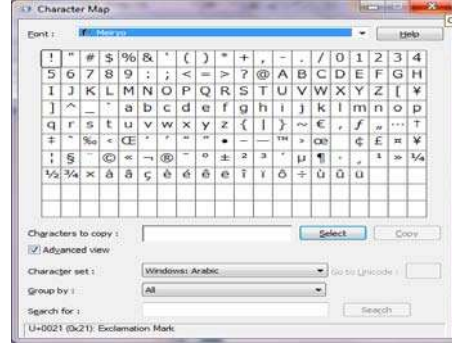 Character Map
Font : Meiryo Help
! " # $ % & ' ( ) * + , - . / 0 1 2 3 4
5 6 7 8 9 : ; < = > ? @ A B C D E F G H
I J K L M N O P Q R S T U V W X Y Z [ ¥
] ^ _ ` a b c d e f g h i j k l m n o p
q r s t u v w x y z { | } ~ € , ƒ „ … †
‡ ˆ ‰ < Œ ' ' " " • – — ™ > œ ¢ £ ¤ ¥
¦ § ¨ © « ¬ ® ¯ ° ± ² ³ ´ µ ¶ · ¸ ¹ » ¼
½ ¾ × à â ç è é ê ë î ï ô ÷ ù û ü
Characters to copy : Select Copy
Advanced view
Character set : Windows: Arabic Go to Unicode :
Group by : All
Search for : Search
U+0021 (0x21): Exclamation Mark